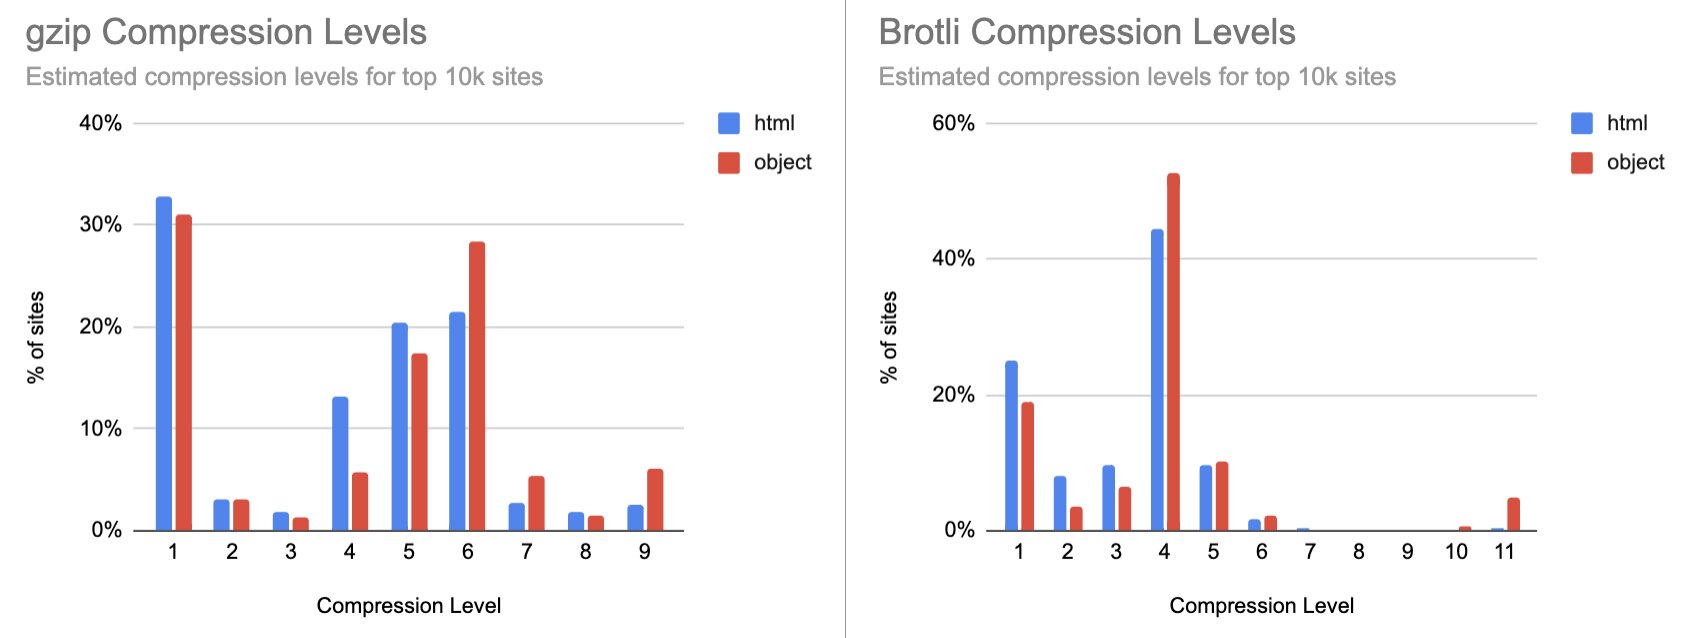 gzip Compression Levels
Estimated compression levels for top 10k sites
html
object
40%
30%
20%
10%
0%
% of sites
1 2 3 4 5 6 7 8 9
Compression Level
Brotli Compression Levels
Estimated compression levels for top 10k sites
html
object
60%
40%
20%
0%
% of sites
1 2 3 4 5 6 7 8 9 10 11
Compression Level